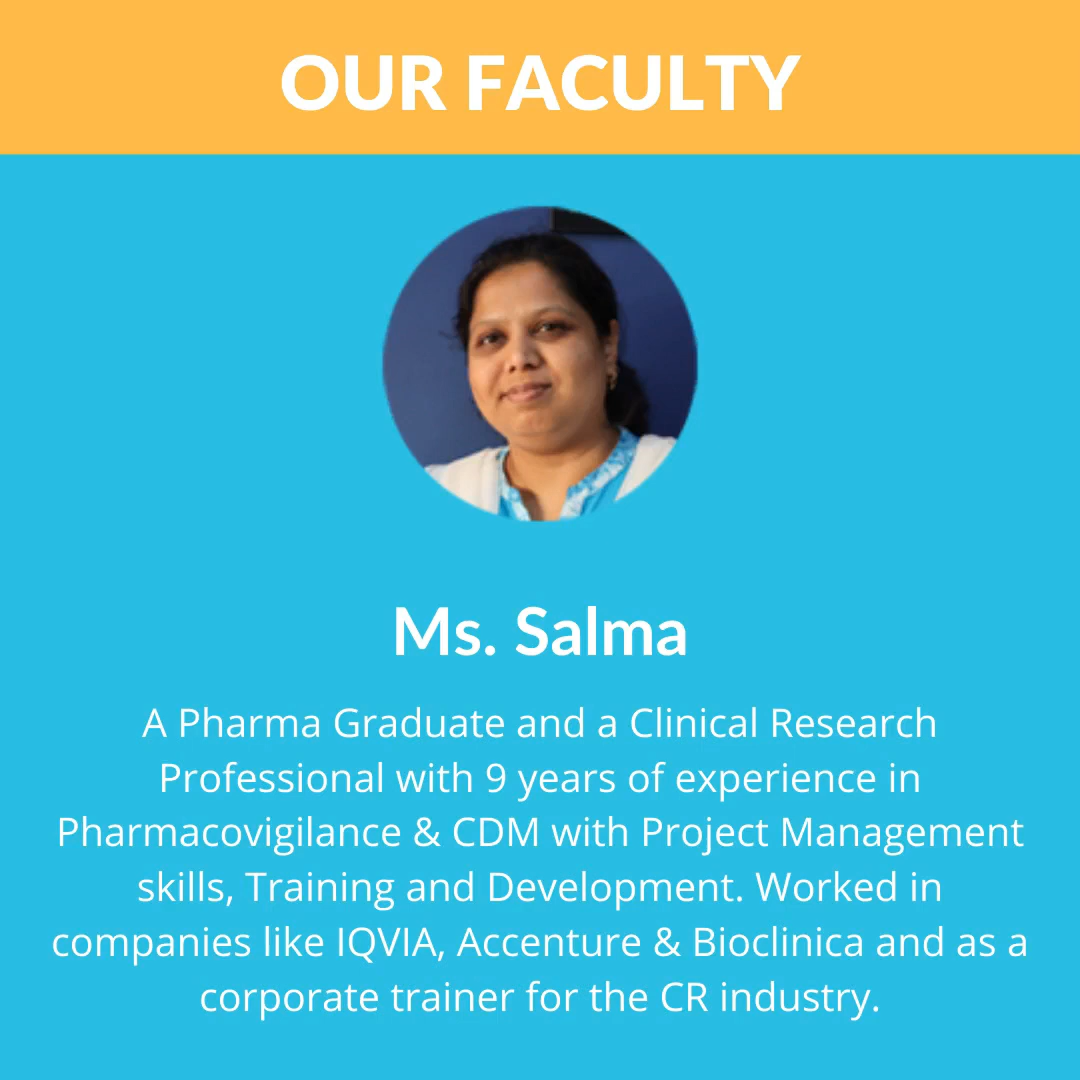 OUR FACULTY
Ms. Salma
A Pharma Graduate and a Clinical Research
Professional with 9 years of experience in
Pharmacovigilance & CDM with Project Management
skills, Training and Development. Worked in
companies like IQVIA, Accenture & Bioclinica and as a
corporate trainer for the CR industry.